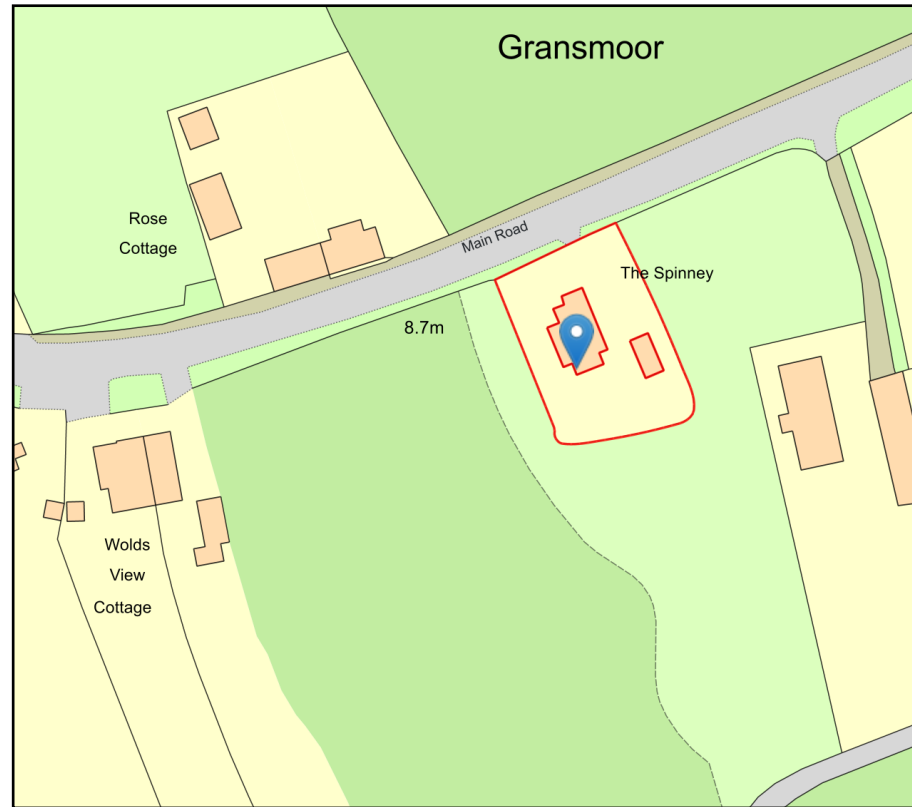 Gransmoor
Rose
Cottage
Main Road
The Spinney
8.7m
Wolds
View
Cottage